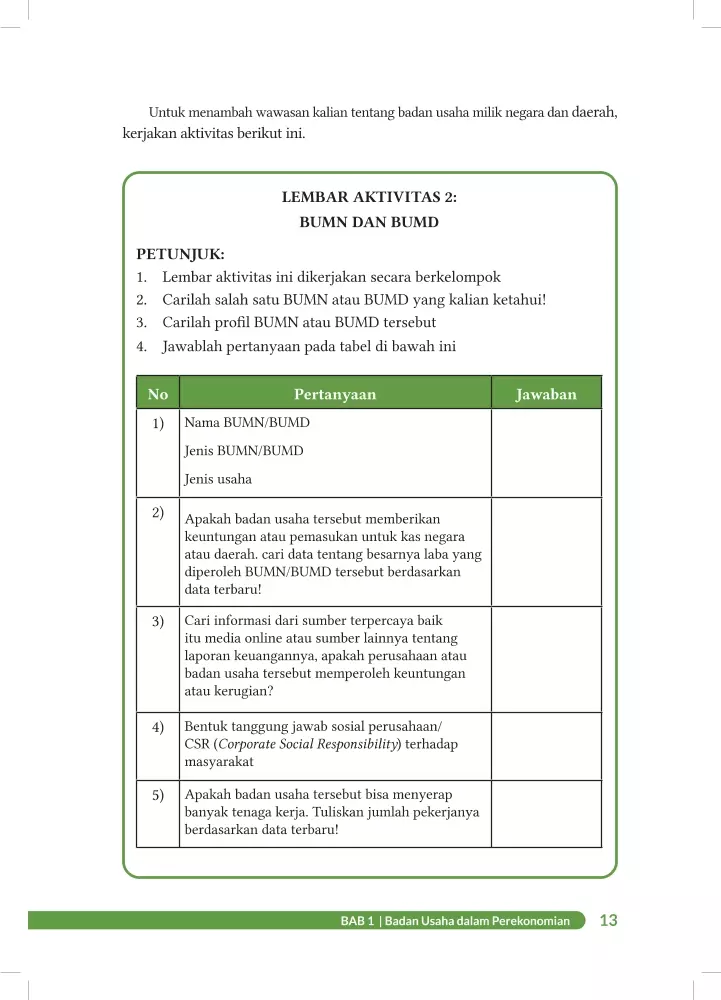 Untuk menambah wawasan kalian tentang badan usaha milik negara dan daerah,
kerjakan aktivitas berikut ini.
LEMBAR AKTIVITAS 2:
BUMN DAN BUMD
PETUNJUK:
1. Lembar aktivitas ini dikerjakan secara berkelompok
2. Carilah salah satu BUMN atau BUMD yang kalian ketahui!
3. Carilah profil BUMN atau BUMD tersebut
4. Jawablah pertanyaan pada tabel di bawah ini
No Pertanyaan Jawaban
1) Nama BUMN/BUMD
Jenis BUMN/BUMD
Jenis usaha
2) Apakah badan usaha tersebut memberikan
keuntungan atau pemasukan untuk kas negara
atau daerah. cari data tentang besarnya laba yang
diperoleh BUMN/BUMD tersebut berdasarkan
data terbaru!
3) Cari informasi dari sumber terpercaya baik
itu media online atau sumber lainnya tentang
laporan keuangannya, apakah perusahaan atau
badan usaha tersebut memperoleh keuntungan
atau kerugian?
4) Bentuk tanggung jawab sosial perusahaan/
CSR (Corporate Social Responsibility) terhadap
masyarakat
5) Apakah badan usaha tersebut bisa menyerap
banyak tenaga kerja. Tuliskan jumlah pekerjanya
berdasarkan data terbaru!
BAB 1 | Badan Usaha dalam Perekonomian 13